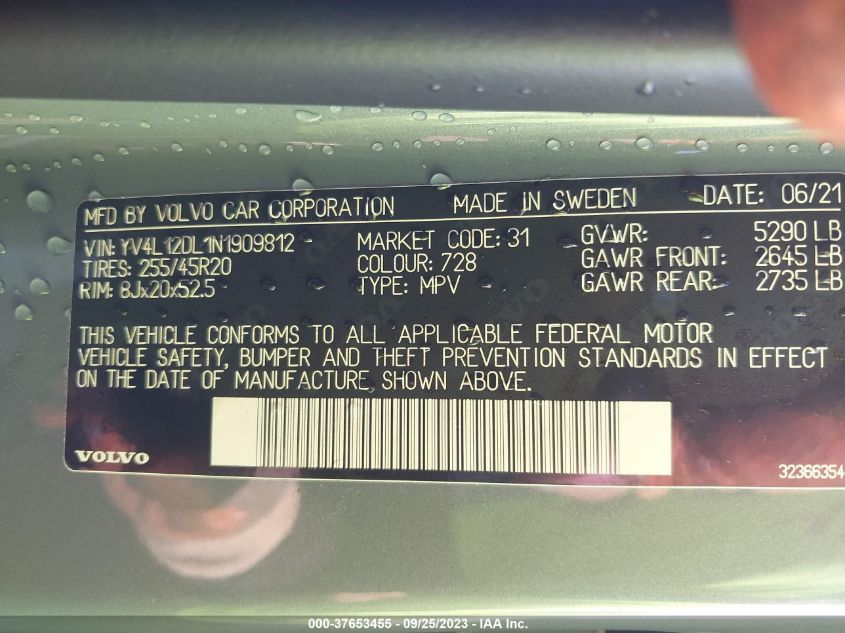 MFD BY VOLVO CAR CORPORATION MADE IN SWEDEN DATE: 06/21
VIN: YV4L12DL1N1909812 MARKET CODE: 31 GVWR: 5290 LB
TIRES: 255/45R20 COLOUR: 728 GAWR FRONT: 2645 LB
RIM: 8Jx20x52.5 TYPE: MPV GAWR REAR: 2735 LB
THIS VEHICLE CONFORMS TO ALL APPLICABLE FEDERAL MOTOR
VEHICLE SAFETY, BUMPER AND THEFT PREVENTION STANDARDS IN EFFECT
ON THE DATE OF MANUFACTURE SHOWN ABOVE.
VOLVO
32366354
000-37653455 - 09/25/2023 - IAA Inc.